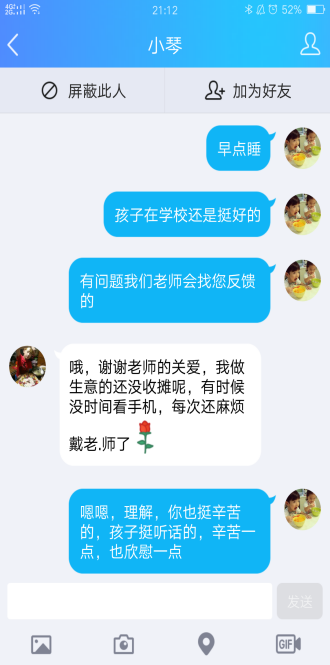 4G 2G 21:12 52%
小琴
屏蔽此人 加为好友
早点睡
孩子在学校还是挺好的
有问题我们老师会找您反馈
的
哦，谢谢老师的关爱，我做
生意的还没收摊呢，有时候
没时间看手机，每次还麻烦
戴老.师了
嗯嗯，理解，你也挺辛苦
的，孩子挺听话的，辛苦一
点，也欣慰一点
发送
GIF